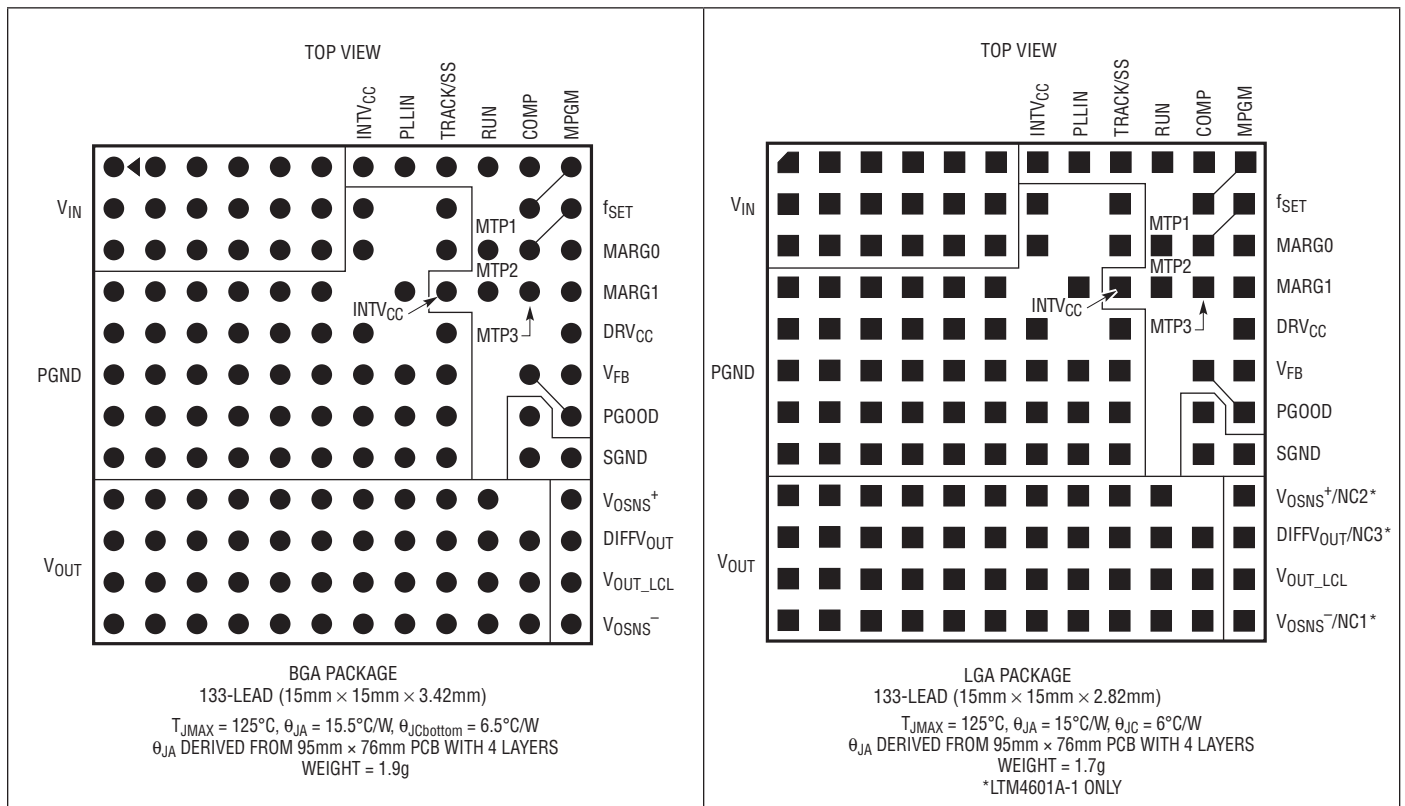 TOP VIEW
INTVCC
PLLIN
TRACK/SS
RUN
COMP
MPGM
VIN
PGND
VOUT
MTP1
MTP2
INTVCC
MTP3
fSET
MARG0
MARG1
DRVCC
VFB
PGOOD
SGND
VOSNS+
DIFFVOUT
VOUT_LCL
VOSNS–
BGA PACKAGE
133-LEAD (15mm × 15mm × 3.42mm)
TJMAX = 125°C, θJA = 15.5°C/W, θJCbottom = 6.5°C/W
θJA DERIVED FROM 95mm × 76mm PCB WITH 4 LAYERS
WEIGHT = 1.9g
TOP VIEW
INTVCC
PLLIN
TRACK/SS
RUN
COMP
MPGM
VIN
PGND
VOUT
MTP1
MTP2
INTVCC
MTP3
fSET
MARG0
MARG1
DRVCC
VFB
PGOOD
SGND
VOSNS+/NC2*
DIFFVOUT/NC3*
VOUT_LCL
VOSNS–/NC1*
LGA PACKAGE
133-LEAD (15mm × 15mm × 2.82mm)
TJMAX = 125°C, θJA = 15°C/W, θJC = 6°C/W
θJA DERIVED FROM 95mm × 76mm PCB WITH 4 LAYERS
WEIGHT = 1.7g
*LTM4601A-1 ONLY